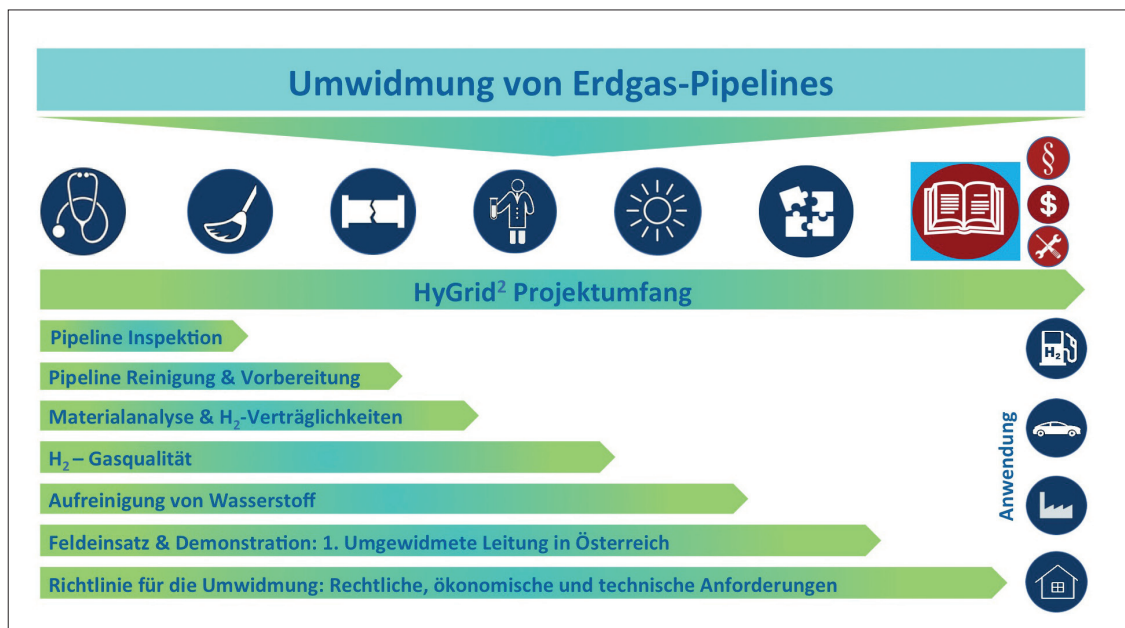 Umwidmung von Erdgas-Pipelines
§
$
HyGrid² Projektumfang
Pipeline Inspektion
Pipeline Reinigung & Vorbereitung
Materialanalyse & H₂-Verträglichkeiten
H₂ – Gasqualität
Aufreinigung von Wasserstoff
Feldeinsatz & Demonstration: 1. Umgewidmete Leitung in Österreich
Richtlinie für die Umwidmung: Rechtliche, ökonomische und technische Anforderungen
H₂
Anwendung